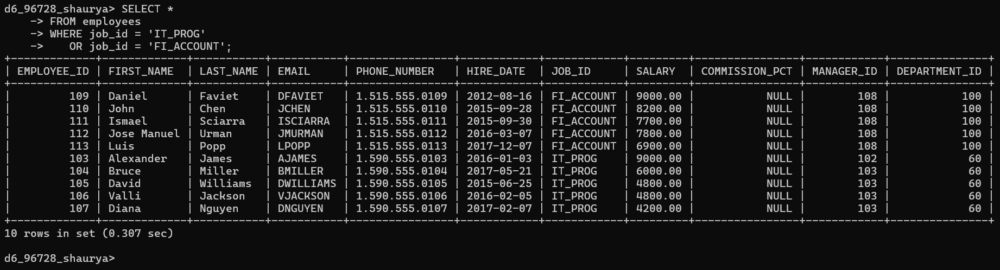 d6_96728_shaurya> SELECT *
    -> FROM employees
    -> WHERE job_id = 'IT_PROG'
    ->    OR job_id = 'FI_ACCOUNT';
+-------------+-------------+-----------+-----------+----------------+------------+------------+---------+----------------+------------+---------------+
| EMPLOYEE_ID | FIRST_NAME  | LAST_NAME | EMAIL     | PHONE_NUMBER   | HIRE_DATE  | JOB_ID     | SALARY  | COMMISSION_PCT | MANAGER_ID | DEPARTMENT_ID |
+-------------+-------------+-----------+-----------+----------------+------------+------------+---------+----------------+------------+---------------+
|         109 | Daniel      | Faviet    | DFAVIET   | 1.515.555.0109 | 2012-08-16 | FI_ACCOUNT | 9000.00 |           NULL |        108 |           100 |
|         110 | John        | Chen      | JCHEN     | 1.515.555.0110 | 2015-09-28 | FI_ACCOUNT | 8200.00 |           NULL |        108 |           100 |
|         111 | Ismael      | Sciarra   | ISCIARRA  | 1.515.555.0111 | 2015-09-30 | FI_ACCOUNT | 7700.00 |           NULL |        108 |           100 |
|         112 | Jose Manuel | Urman     | JMURMAN   | 1.515.555.0112 | 2016-03-07 | FI_ACCOUNT | 7800.00 |           NULL |        108 |           100 |
|         113 | Luis        | Popp      | LPOPP     | 1.515.555.0113 | 2017-12-07 | FI_ACCOUNT | 6900.00 |           NULL |        108 |           100 |
|         103 | Alexander   | James     | AJAMES    | 1.590.555.0103 | 2016-01-03 | IT_PROG    | 9000.00 |           NULL |        102 |            60 |
|         104 | Bruce       | Miller    | BMILLER   | 1.590.555.0104 | 2017-05-21 | IT_PROG    | 6000.00 |           NULL |        103 |            60 |
|         105 | David       | Williams  | DWILLIAMS | 1.590.555.0105 | 2015-06-25 | IT_PROG    | 4800.00 |           NULL |        103 |            60 |
|         106 | Valli       | Jackson   | VJACKSON  | 1.590.555.0106 | 2016-02-05 | IT_PROG    | 4800.00 |           NULL |        103 |            60 |
|         107 | Diana       | Nguyen    | DNGUYEN   | 1.590.555.0107 | 2017-02-07 | IT_PROG    | 4200.00 |           NULL |        103 |            60 |
+-------------+-------------+-----------+-----------+----------------+------------+------------+---------+----------------+------------+---------------+
10 rows in set (0.307 sec)
d6_96728_shaurya>